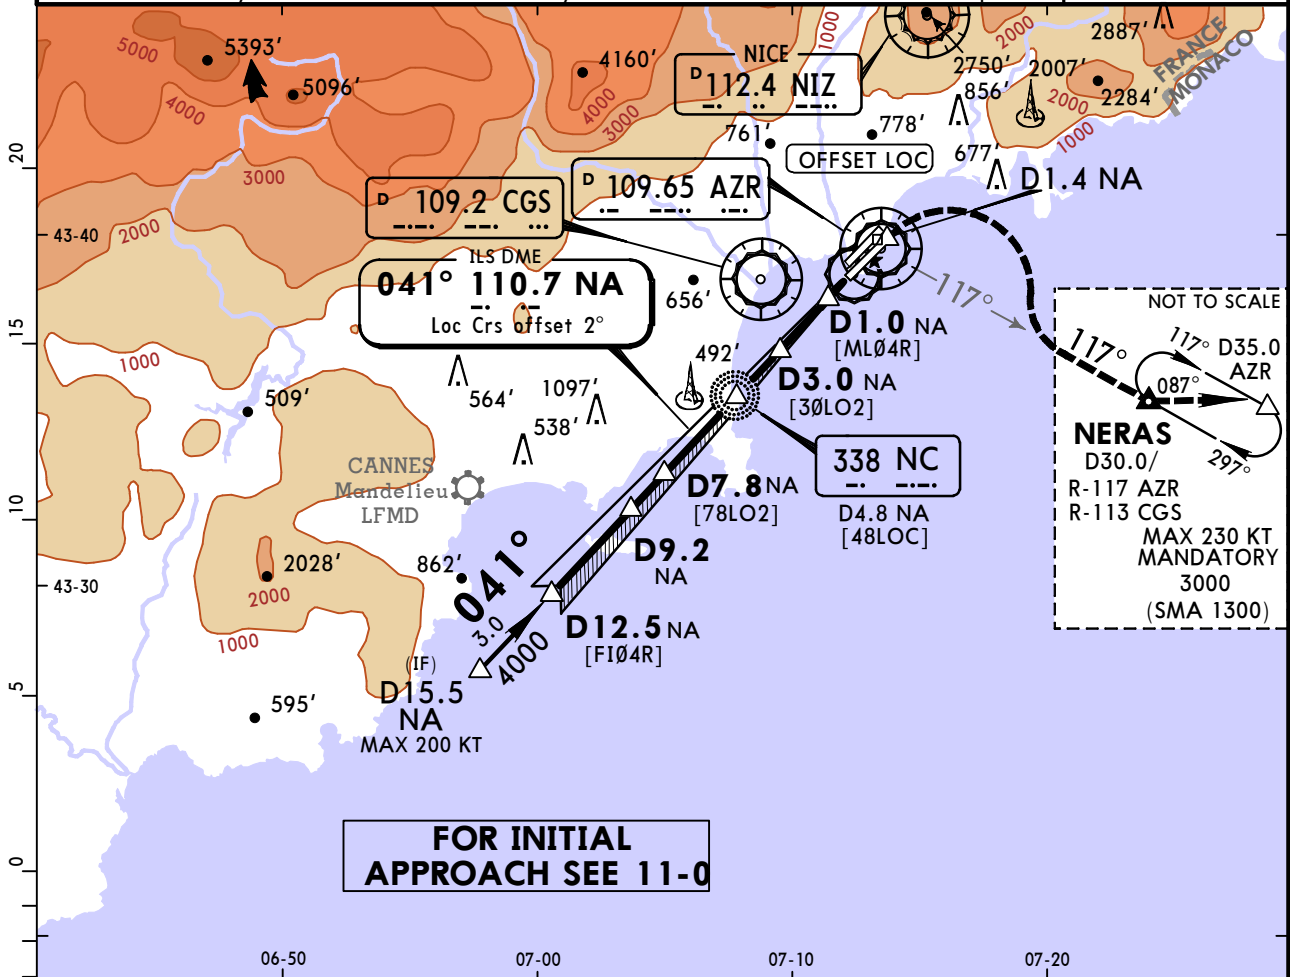 5000
5393'
5096'
4000
3000
2000
1000
4160'
4000
3000
1000
NICE
D 112.4 NIZ
2750'
856'
2000
2887'
2007'
2000
2284'
1000
FRANCE
MONACO
761'
778'
OFFSET LOC
677'
D1.4 NA
D 109.65 AZR
D 109.2 CGS
ILS DME
041° 110.7 NA
Loc Crs offset 2°
656'
492'
564'
1097'
538'
509'
CANNES
Mandelieu
LFMD
2028'
2000
1000
862'
595'
117°
D1.0 NA
[MLØ4R]
D3.0 NA
[3ØLO2]
338 NC
D4.8 NA
[48LOC]
D7.8 NA
[78LO2]
D9.2
NA
D12.5 NA
[FIØ4R]
041°
3.0
4000
(IF)
D15.5
NA
MAX 200 KT
NOT TO SCALE
117°
117°
D35.0
AZR
087°
297°
NERAS
D30.0/
R-117 AZR
R-113 CGS
MAX 230 KT
MANDATORY
3000
(SMA 1300)
FOR INITIAL
APPROACH SEE 11-0
20
15
10
5
0
43-40
43-30
06-50
07-00
07-10
07-20